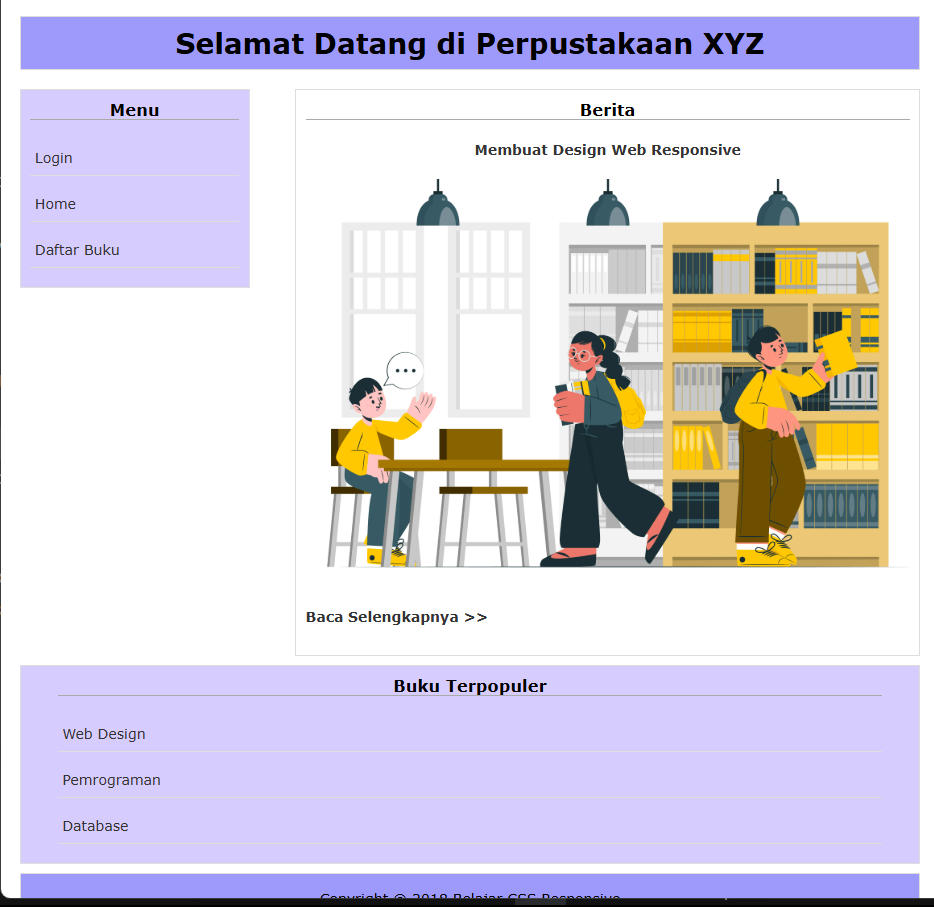 Selamat Datang di Perpustakaan XYZ
Menu
Login
Home
Daftar Buku
Berita
Membuat Design Web Responsive
Baca Selengkapnya >>
Buku Terpopuler
Web Design
Pemrograman
Database
Copyright © 2018 Belajar CSS Responsive